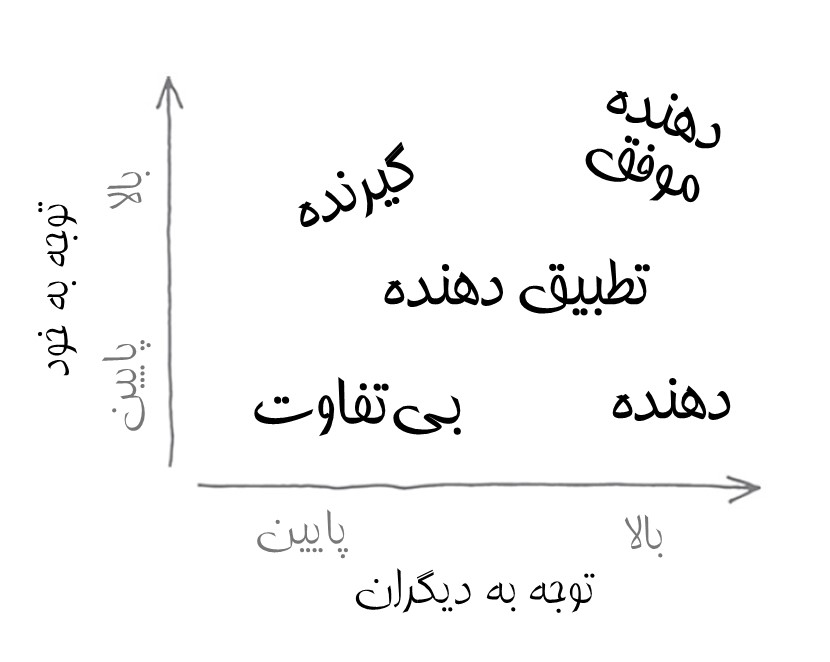 دهنده
موفق
گیرنده
تطبیق دهنده
دهنده
بی‌تفاوت
توجه به خود
بالا
پایین
بالا
پایین
توجه به دیگران